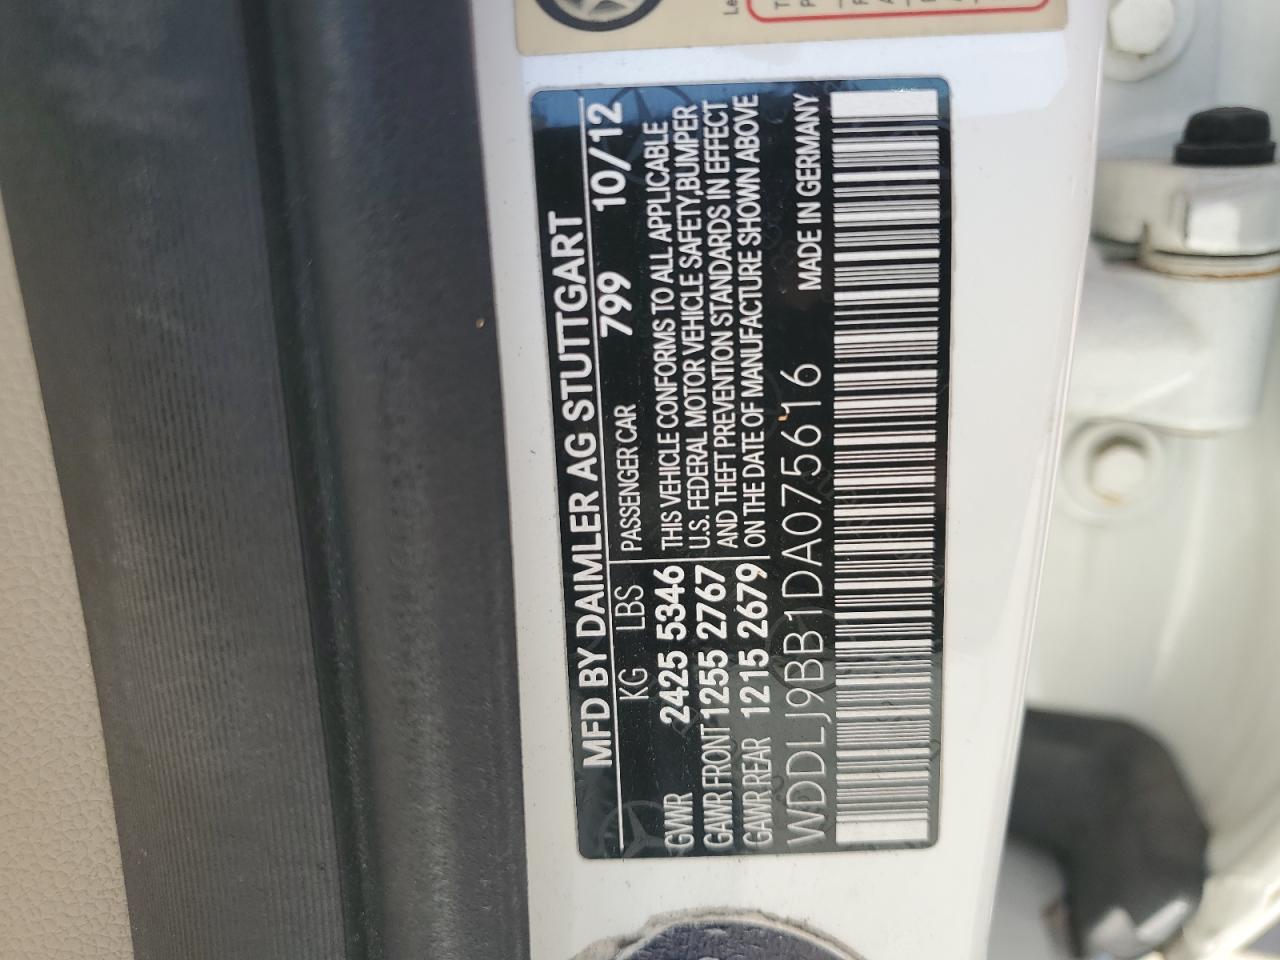 MFD BY DAIMLER AG STUTTGART
KG LBS PASSENGER CAR 799 10/12
GVWR 2425 5346
GAWR FRONT 1255 2767
GAWR REAR 1215 2679
THIS VEHICLE CONFORMS TO ALL APPLICABLE
U.S. FEDERAL MOTOR VEHICLE SAFETY,BUMPER
AND THEFT PREVENTION STANDARDS IN EFFECT
ON THE DATE OF MANUFACTURE SHOWN ABOVE
WDDLJ9BB1DA075616 MADE IN GERMANY